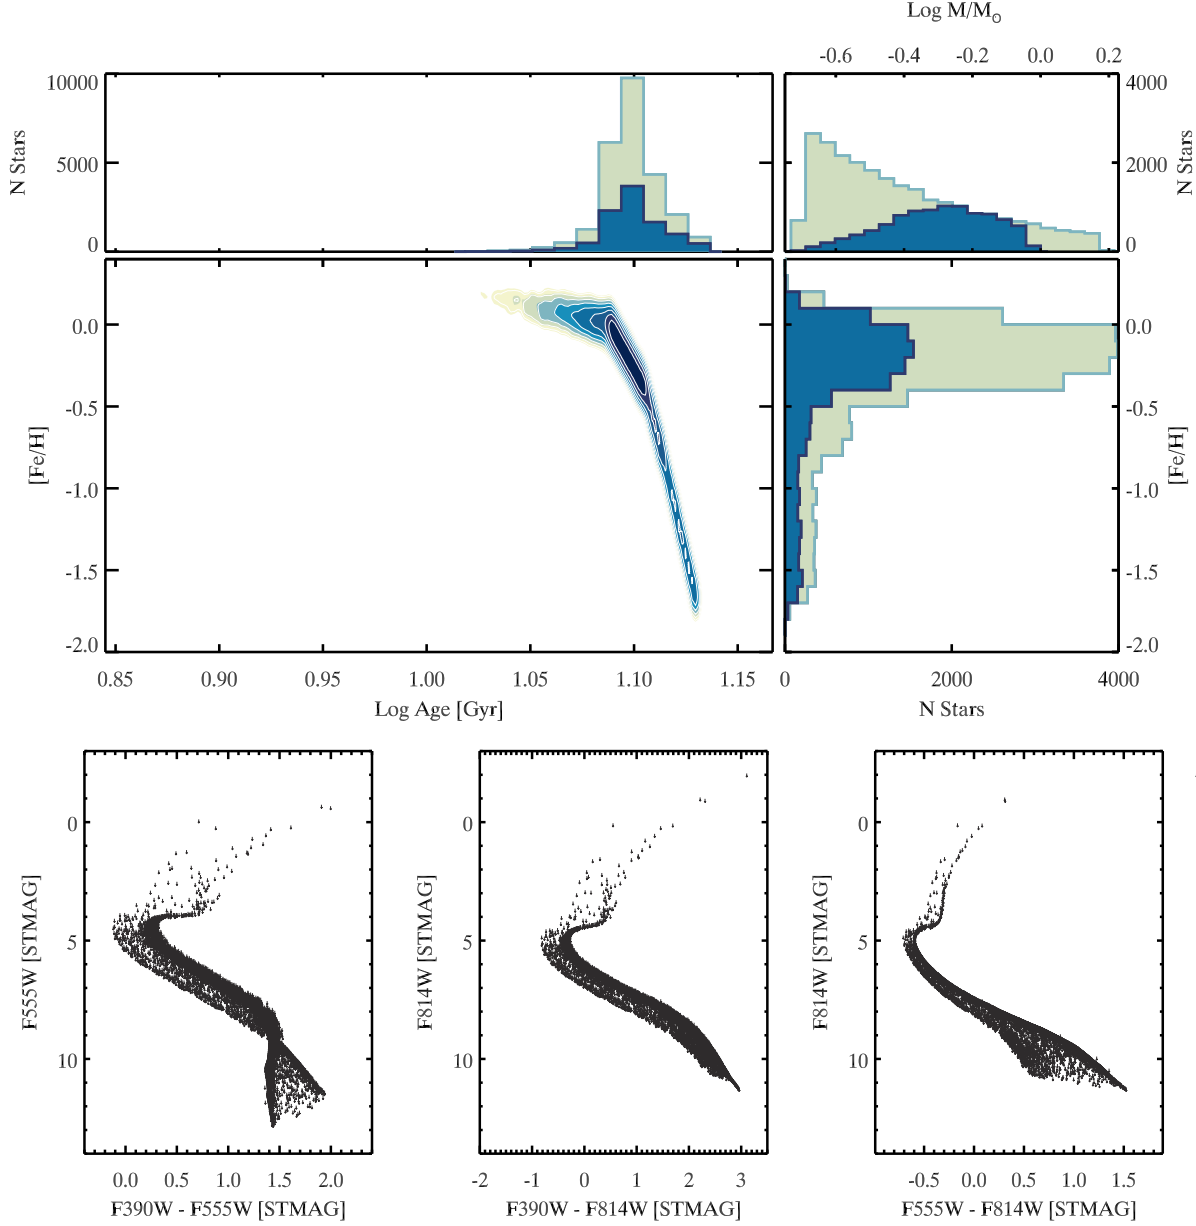 Log M/M⊙
-0.6 -0.4 -0.2 0.0 0.2
10000 5000 0
N Stars
4000 2000 0
N Stars
0.0 -0.5 -1.0 -1.5 -2.0
[Fe/H]
0.0 -0.5 -1.0 -1.5 -2.0
[Fe/H]
0.85 0.90 0.95 1.00 1.05 1.10 1.15
Log Age [Gyr]
0 2000 4000
N Stars
0 5 10
F555W [STMAG]
0.0 0.5 1.0 1.5 2.0
F390W - F555W [STMAG]
0 5 10
F814W [STMAG]
-2 -1 0 1 2 3
F390W - F814W [STMAG]
0 5 10
F814W [STMAG]
-0.5 0.0 0.5 1.0 1.5
F555W - F814W [STMAG]